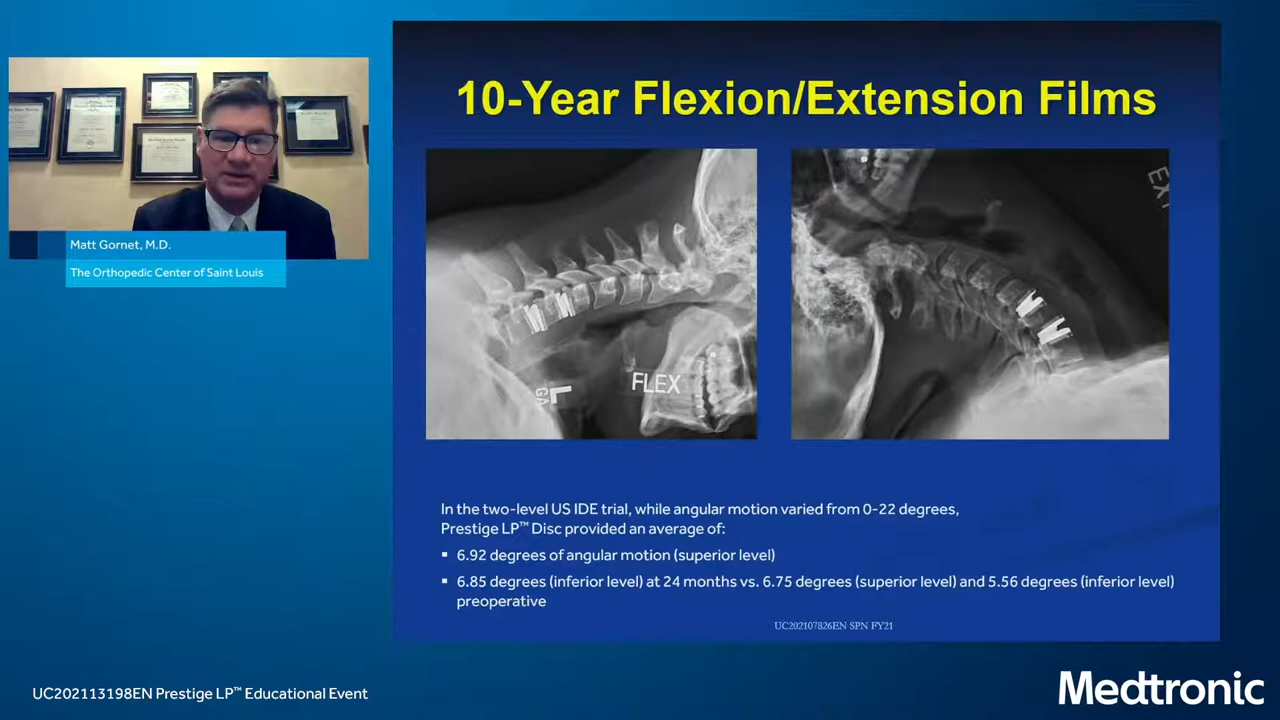 10-Year Flexion/Extension Films
Matt Gornet, M.D.
The Orthopedic Center of Saint Louis
EXT
FLEX
L
GA
In the two-level US IDE trial, while angular motion varied from 0-22 degrees,
Prestige LP™ Disc provided an average of:
▪ 6.92 degrees of angular motion (superior level)
▪ 6.85 degrees (inferior level) at 24 months vs. 6.75 degrees (superior level) and 5.56 degrees (inferior level)
preoperative
UC202107826EN SPN FY21
UC202113198EN Prestige LP™ Educational Event
Medtronic